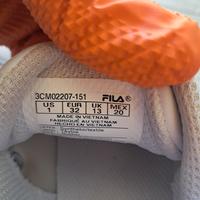 3CM02207-151
FILA
US EUR UK MEX
1 32 13 20
MADE IN VIETNAM
FABRIQUÉ AU VIETNAM
HECHO EN VIETNAM